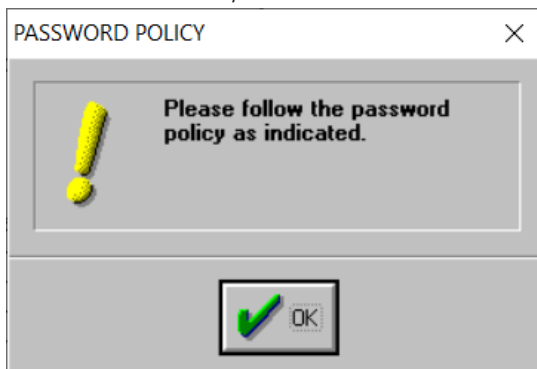 PASSWORD POLICY
Please follow the password
policy as indicated.
OK